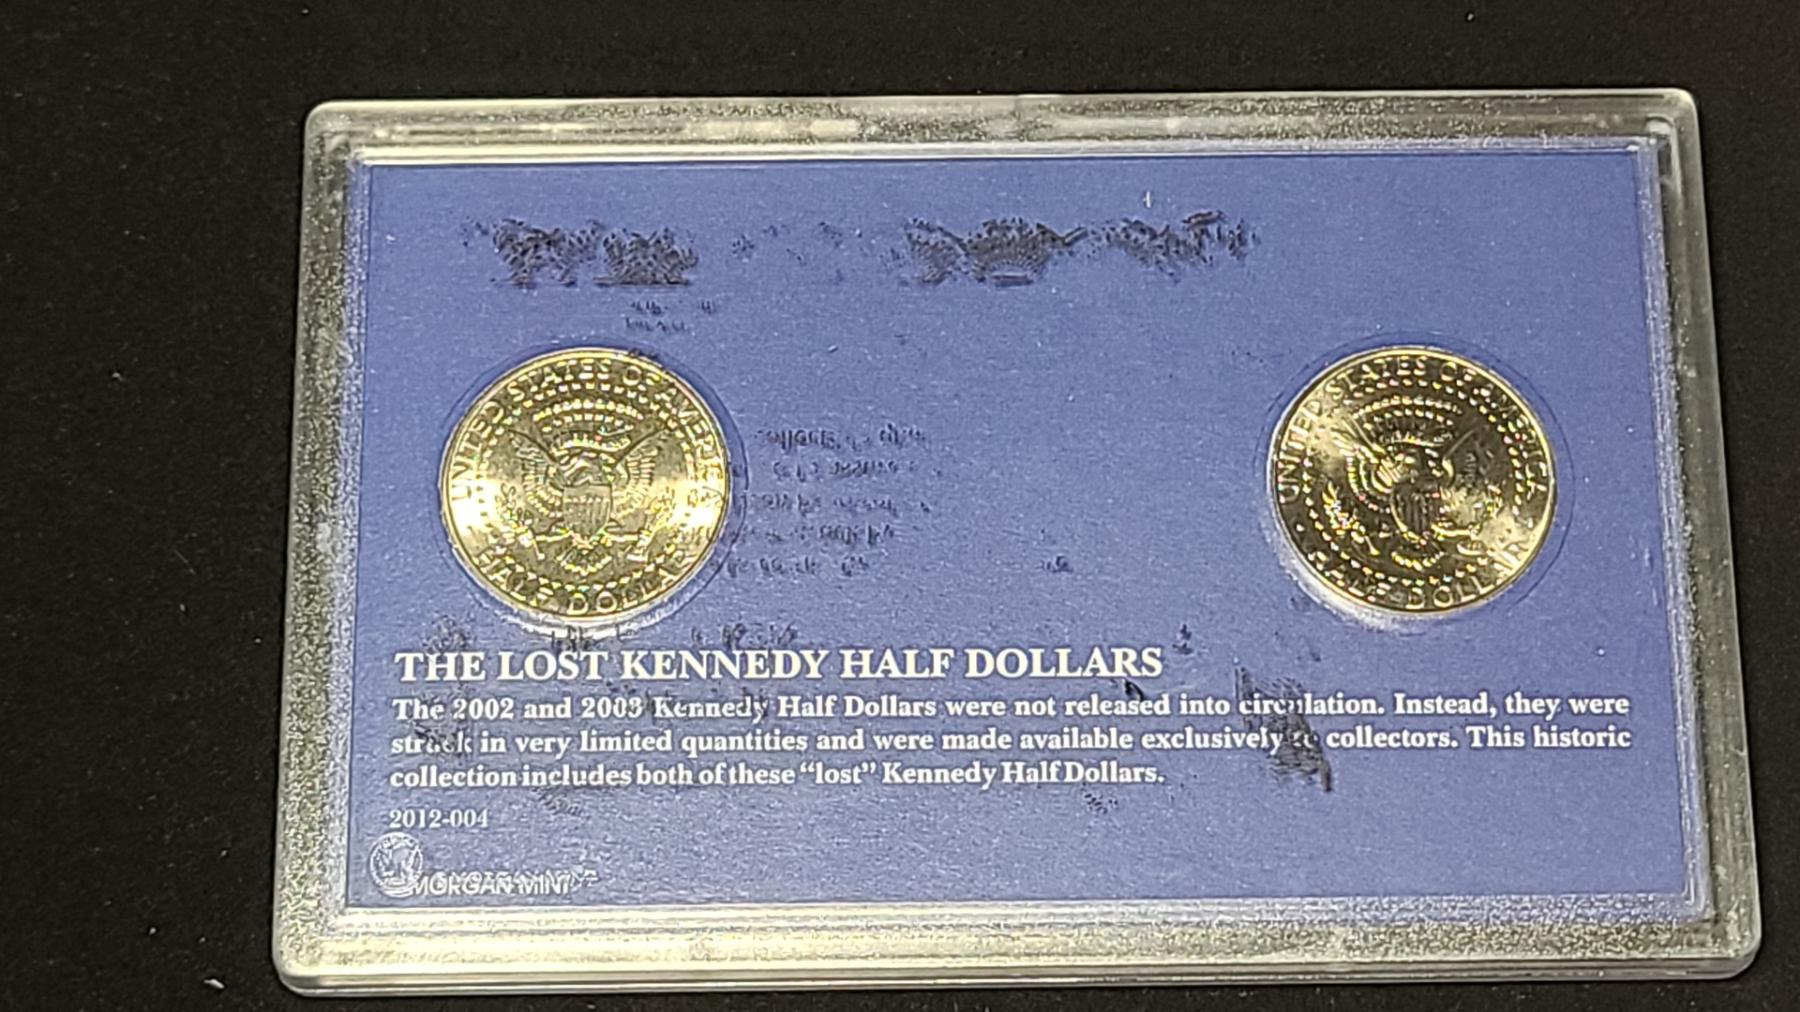 UNITED STATES OF AMERICA
HALF DOLLAR
UNITED STATES OF AMERICA
HALF DOLLAR
THE LOST KENNEDY HALF DOLLARS
The 2002 and 2003 Kennedy Half Dollars were not released into circulation. Instead, they were
struck in very limited quantities and were made available exclusively to collectors. This historic
collection includes both of these “lost” Kennedy Half Dollars.
2012-004
MORGAN MINT